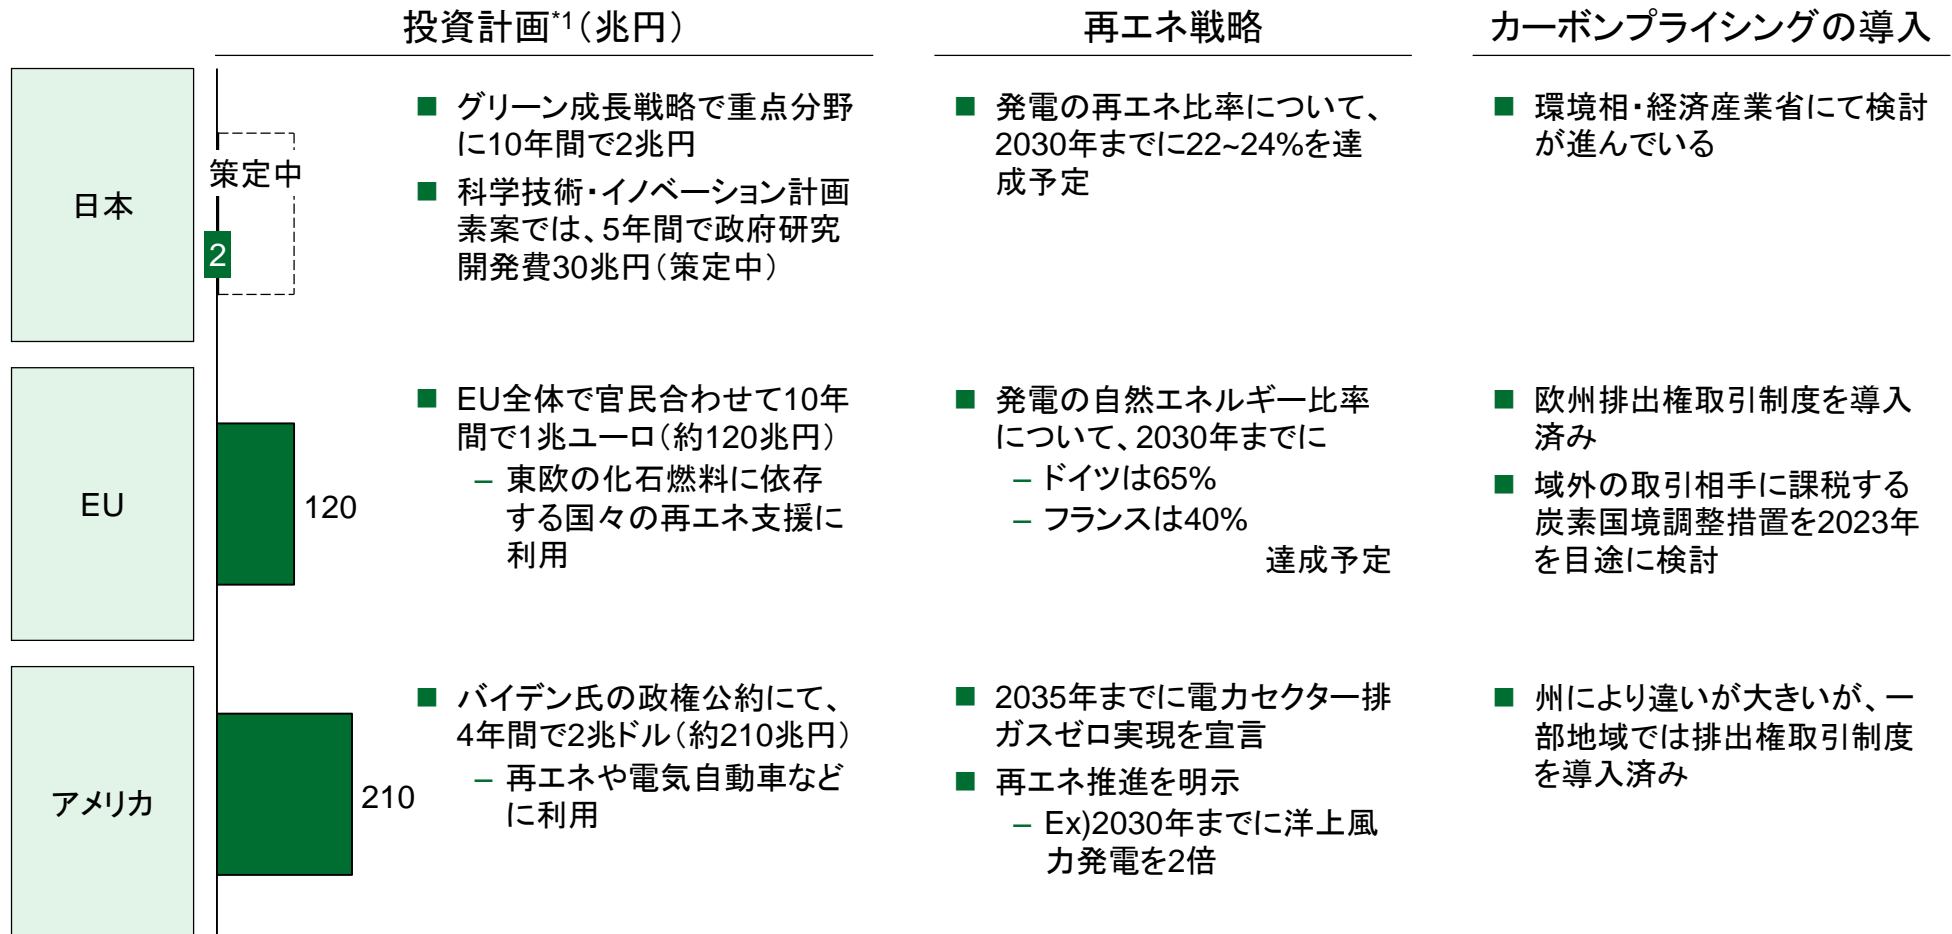 投資計画*1(兆円)
再エネ戦略
カーボンプライシングの導入
日本
策定中
2
■ グリーン成長戦略で重点分野
に10年間で2兆円
■ 科学技術・イノベーション計画
素案では、5年間で政府研究
開発費30兆円(策定中)
■ 発電の再エネ比率について、
2030年までに22~24%を達
成予定
■ 環境相・経済産業省にて検討
が進んでいる
EU
120
■ EU全体で官民合わせて10年
間で1兆ユーロ(約120兆円)
– 東欧の化石燃料に依存
する国々の再エネ支援に
利用
■ 発電の自然エネルギー比率
について、2030年までに
– ドイツは65%
– フランスは40%
達成予定
■ 欧州排出権取引制度を導入
済み
■ 域外の取引相手に課税する
炭素国境調整措置を2023年
を目途に検討
アメリカ
210
■ バイデン氏の政権公約にて、
4年間で2兆ドル(約210兆円)
– 再エネや電気自動車など
に利用
■ 2035年までに電力セクター排
ガスゼロ実現を宣言
■ 再エネ推進を明示
– Ex)2030年までに洋上風
力発電を2倍
■ 州により違いが大きいが、一
部地域では排出権取引制度
を導入済み